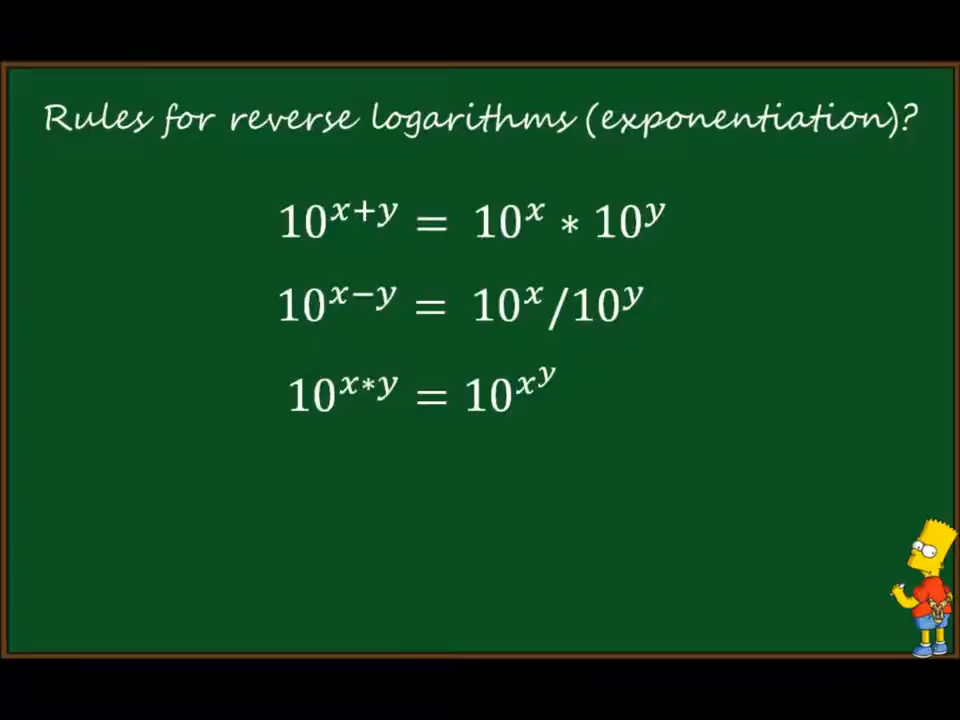 Rules for reverse logarithms (exponentiation)?
10^{x+y} = 10^x * 10^y
10^{x−y} = 10^x/10^y
10^{x*y} = 10^{x^y}